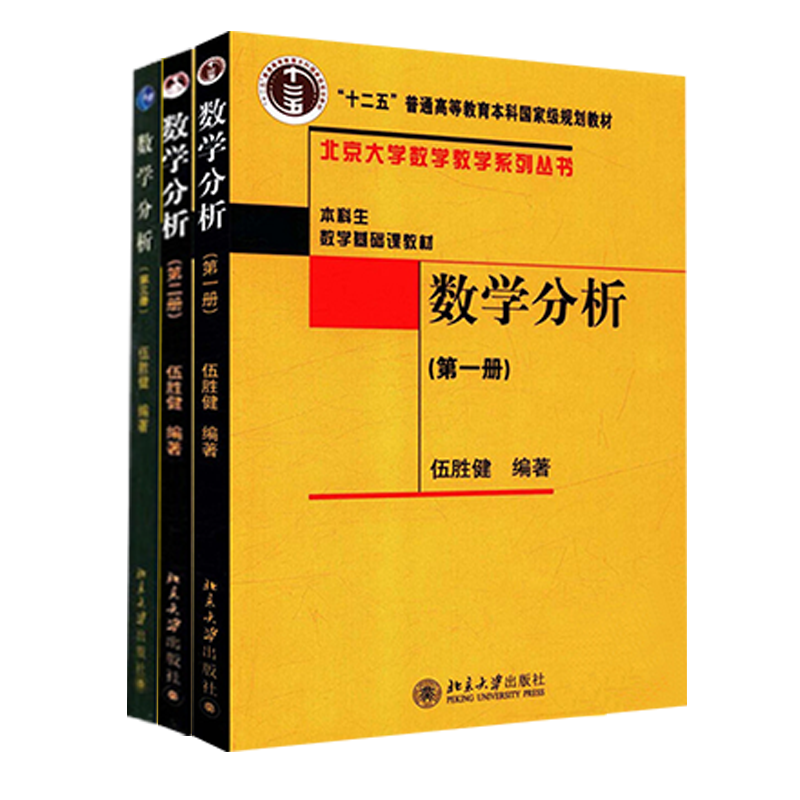 数学分析
(第三册)
伍胜健 编著
北京大学出版社
数学分析
(第二册)
伍胜健 编著
北京大学出版社
数学分析
(第一册)
伍胜健 编著
北京大学出版社
“十二五”普通高等教育本科国家级规划教材
北京大学数学教学系列丛书
本科生
数学基础课教材
数学分析
(第一册)
伍胜健 编著
北京大学出版社